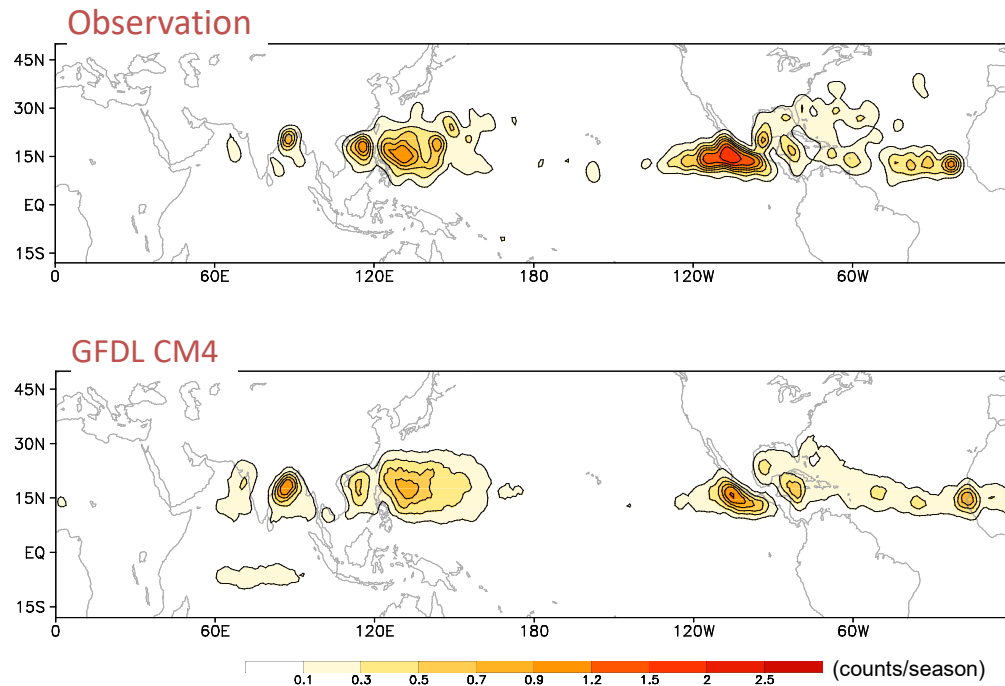 Observation
45N
30N
15N
EQ
15S
0 60E 120E 180 120W 60W
GFDL CM4
45N
30N
15N
EQ
15S
0 60E 120E 180 120W 60W
0.1 0.3 0.5 0.7 0.9 1.2 1.5 2 2.5 (counts/season)